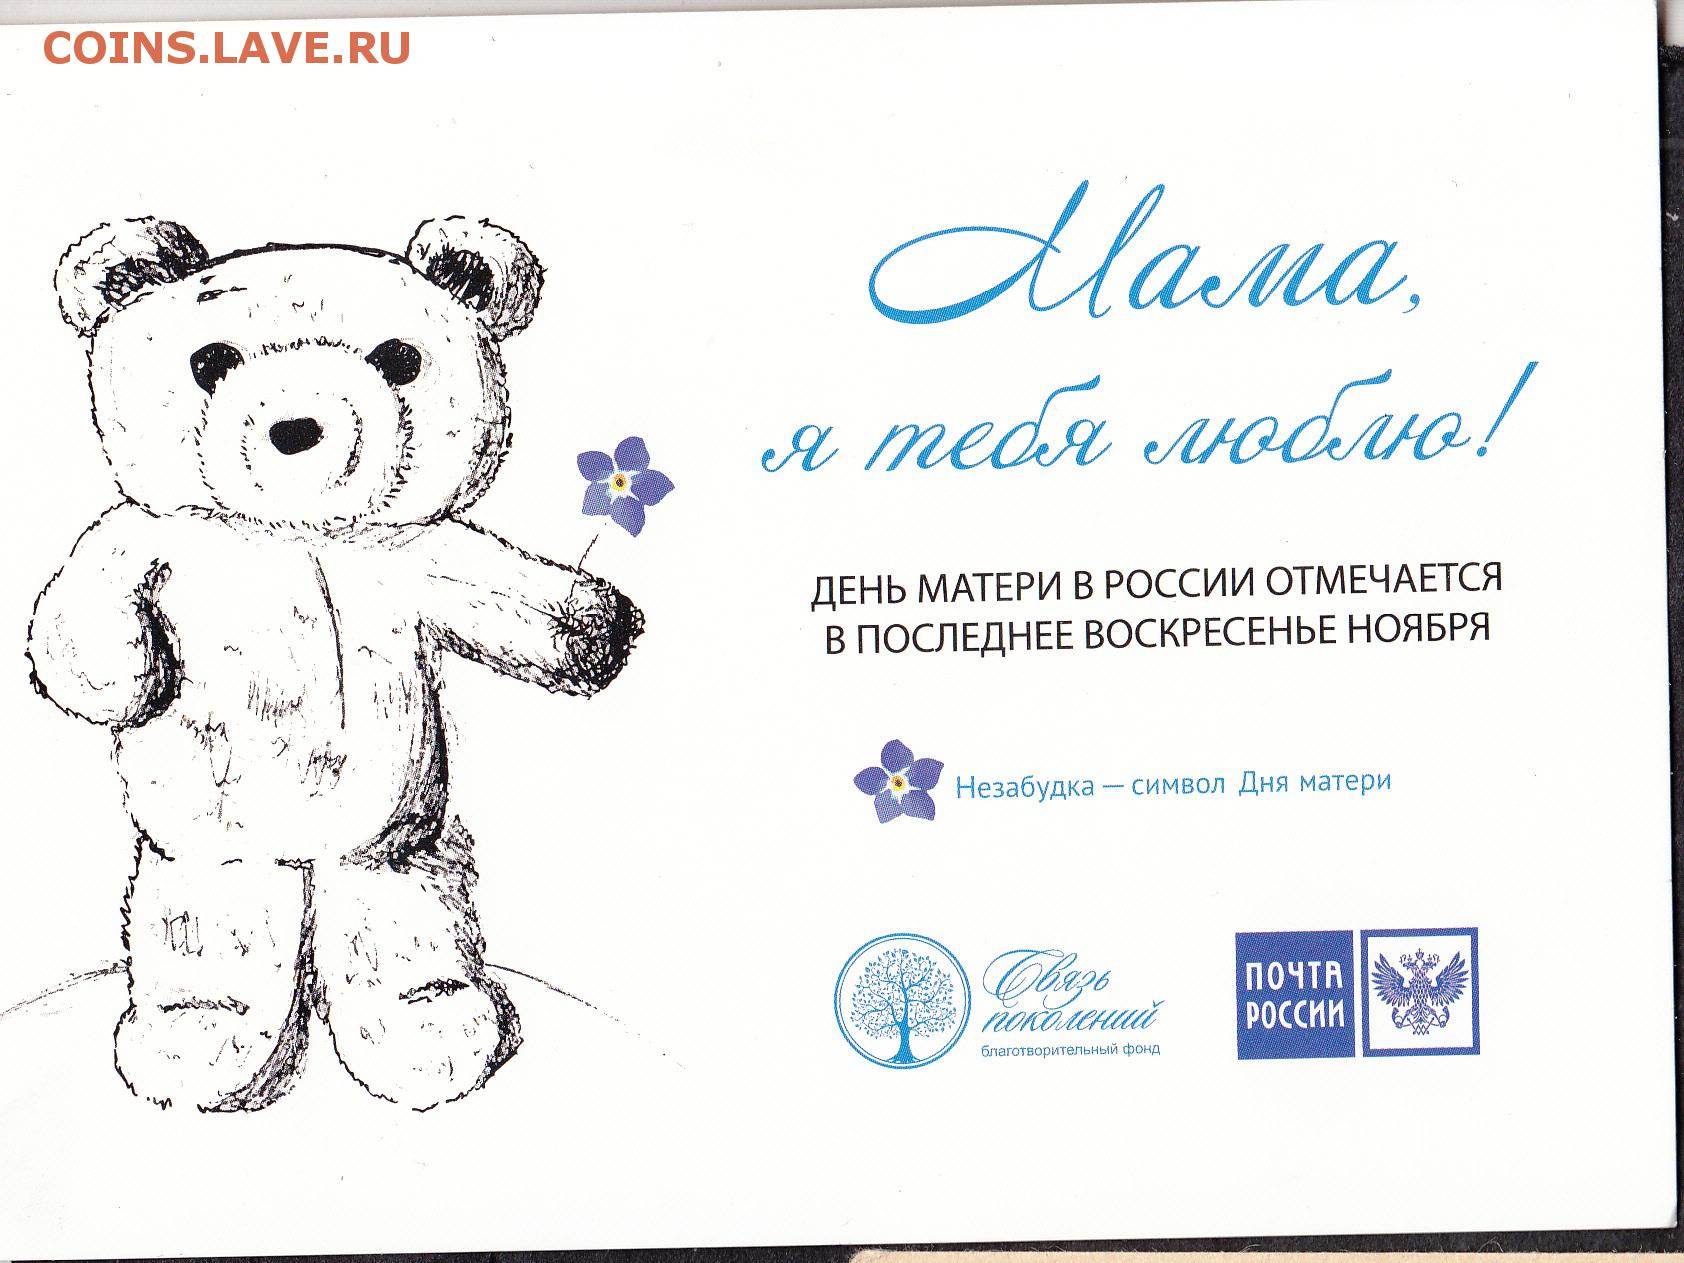 COINS.LAVE.RU
Мама,
я тебя люблю!
ДЕНЬ МАТЕРИ В РОССИИ ОТМЕЧАЕТСЯ
В ПОСЛЕДНЕЕ ВОСКРЕСЕНЬЕ НОЯБРЯ
Незабудка — символ Дня матери
Связь
поколений
благотворительный фонд
ПОЧТА
РОССИИ